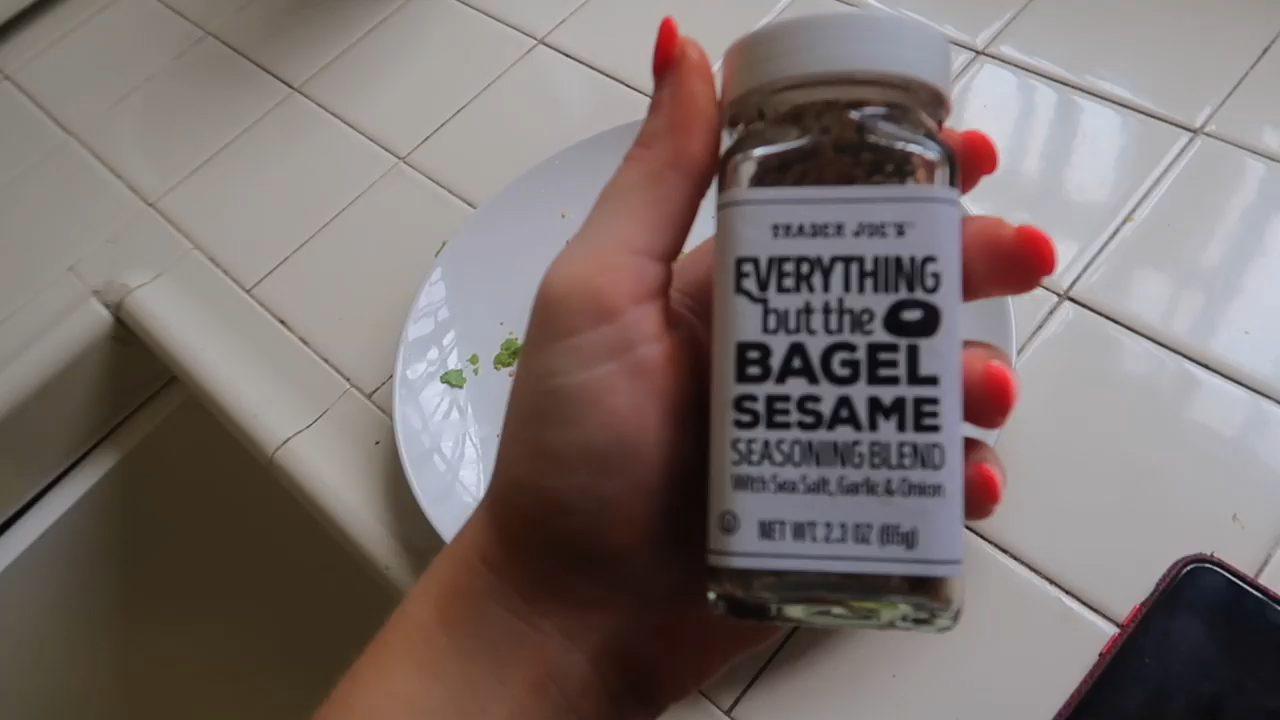 TRADER JOE'S
EVERYTHING
but the
BAGEL
SESAME
SEASONING BLEND
With Sea Salt, Garlic & Onion
NET WT. 2.3 OZ (65g)